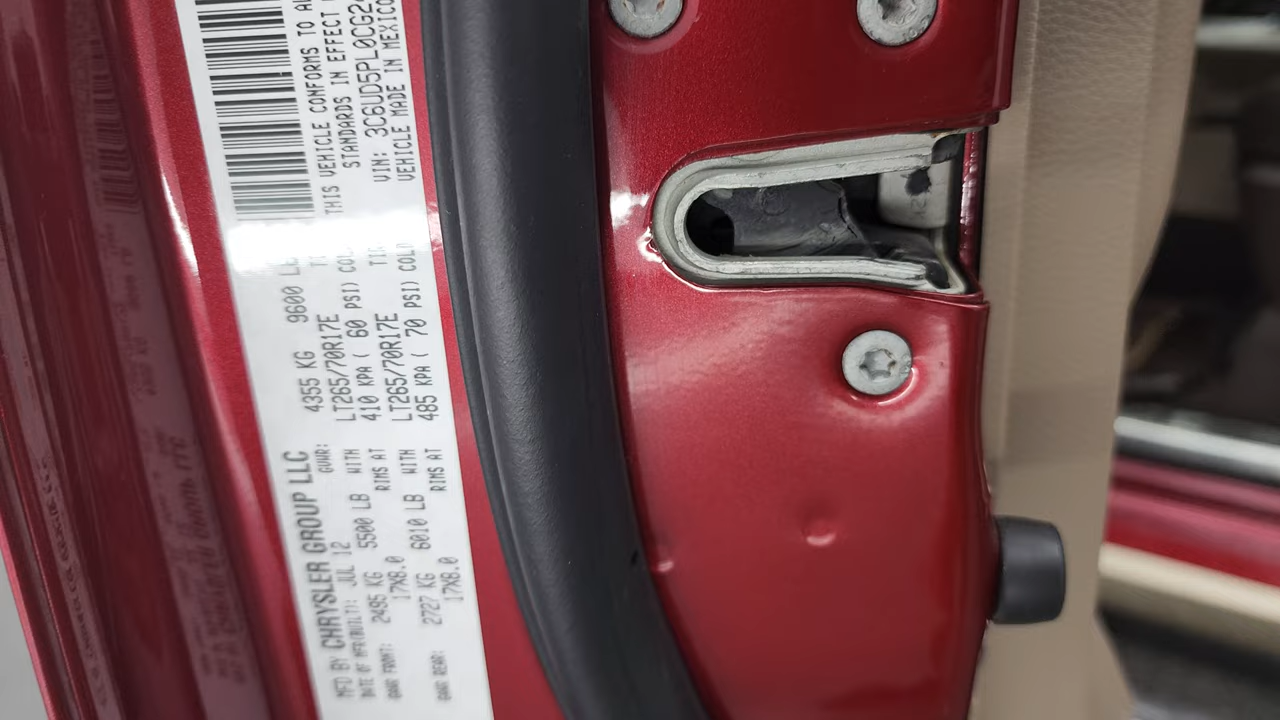 MFD BY CHRYSLER GROUP LLC
DATE OF MFR(BUILT): JUL 12 GVWR: 4355 KG 9600
GAWR FRONT: 2495 KG 5500 LB WITH LT265/70R17E
17X8.0 RIMS AT 410 KPA ( 60 PSI) COLD
GAWR REAR: 2727 KG 6010 LB WITH LT265/70R17E
17X8.0 RIMS AT 485 KPA ( 70 PSI) COLD
THIS VEHICLE CONFORMS TO
STANDARDS IN EFFECT
VIN: 3C6UD5PL0CG2
VEHICLE MADE IN MEXICO